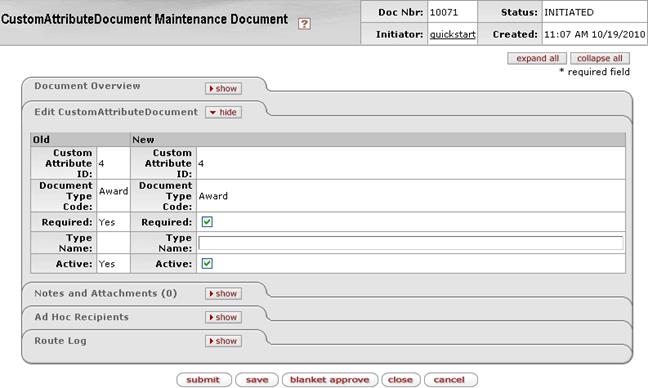 CustomAttributeDocument Maintenance Document ?
Doc Nbr: 10071 Status: INITIATED
Initiator: quickstart Created: 11:07 AM 10/19/2010
expand all collapse all
* required field
Document Overview show
Edit CustomAttributeDocument hide
Old New
Custom Attribute ID: 4 Custom Attribute ID: 4
Document Type Code: Award Document Type Code: Award
Required: Yes Required:
Type Name: Type Name:
Active: Yes Active:
Notes and Attachments (0) show
Ad Hoc Recipients show
Route Log show
submit save blanket approve close cancel